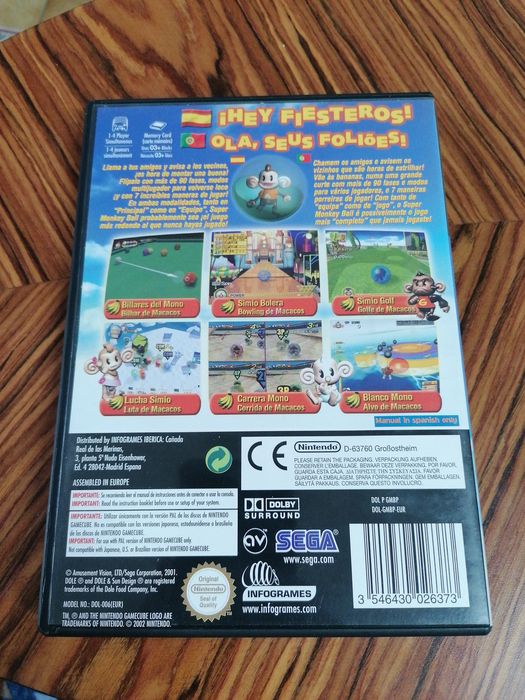 ¡HEY FIESTEROS!
OLA, SEUS FOLIÕES!
1-4 Player
Simultaneous
1-4 joueurs
simultanément
Memory Card
(carte mémoire)
Uses 03+ Blocks
Nécessite 03+ bloc
Llama a tus amigos y avisa a los vecinos,
¡en hora de montar una buena!
Flípalo con más de 90 fases, modos
multijugador para volverte loco
¡y con 7 increíbles maneras de jugar!
En ambas modalidades, tanto en
"Principal" como en "Equipo", Super
Monkey Ball probablemente sea ¡el juego
más redondo al que nunca hayas jugado!
Chamem os amigos e avisem os
vizinhos que são horas de estrilhar!
Vão às bananas, numa grande
curte com mais de 90 fases e modos
para vários jogadores, e 7 maneiras
porreiras de jogar! Com tanto de
"equipa" como de "jogo", o Super
Monkey Ball é possivelmente o jogo
mais "completo" que jamais jogaste!
Billares del Mono
Bilhar de Macacos
Simio Bolera
Bowling de Macacos
Simio Golf
Golfe de Macacos
Lucha Simio
Luta de Macacos
Carrera Mono
Corrida de Macacos
Blanco Mono
Alvo de Macacos
Manual in spanish only
Distributed by INFOGRAMES IBERICA: Cañada
Real de las Merinas,
3, planta 5ª Nudo Eisenhower,
Ed. 4 28042-Madrid Espana
ASSEMBLED IN EUROPE
IMPORTANTE: Se recomienda leer el manual de instrucciones antes de conectar o usar la consola.
IMPORTANT: Read the instruction booklet before use or setup of your system.
IMPORTANTE: Utilizar únicamente con la versión PAL de los discos de NINTENDO
GAMECUBE. No es compatible con las versiones japonesa, estadounidense o brasileña
de los discos de NINTENDO GAMECUBE.
IMPORTANT: For use with PAL version of NINTENDO GAMECUBE only.
Not compatible with Japanese, U.S. or Brazilian version of NINTENDO GAMECUBE.
CE
Nintendo
D-63760 Großostheim
PLEASE RETAIN THE PACKAGING. VERPACKUNG AUFHEBEN.
CONSERVER L'EMBALLAGE. BEWAAR DEZE VERPAKKING. POR FAVOR,
GUARDAR ESTA CAJA. ΔΙΑΤΗΡΗΣΤΕ ΤΗΝ ΣΥΣΚΕΥΑΣΙΑ. FAVOR
GUARDAR A EMBALAGEM. SPARA FÖRPACKNINGEN. GEM EMBALLAGEN.
SÄILYTÄ PAKKAUS. CONSERVATE QUESTO INVOLUCRO.
DOLBY
SURROUND
DOL P GMBP
DOL-GMBP-EUR
av
SEGA
www.sega.com
© Amusement Vision, LTD/Sega Corporation, 2001.
DOLE ® and DOLE & Sun Design ® are registered
trademarks of the Dole Food Company, Inc.
MODEL NO.: DOL-006(EUR)
TM, ® AND THE NINTENDO GAMECUBE LOGO ARE
TRADEMARKS OF NINTENDO. © 2002 NINTENDO.
Original
Nintendo
Seal of
Quality
INFOGRAMES
www.infogrames.com
3 546430 026373